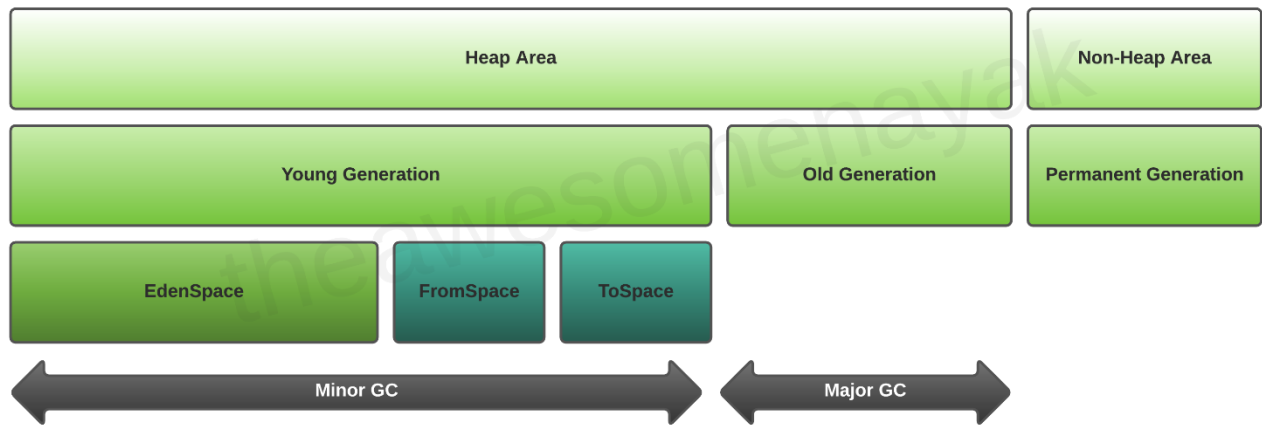 Heap Area
Non-Heap Area
Young Generation
Old Generation
Permanent Generation
EdenSpace
FromSpace
ToSpace
Minor GC
Major GC
theawesomenayak